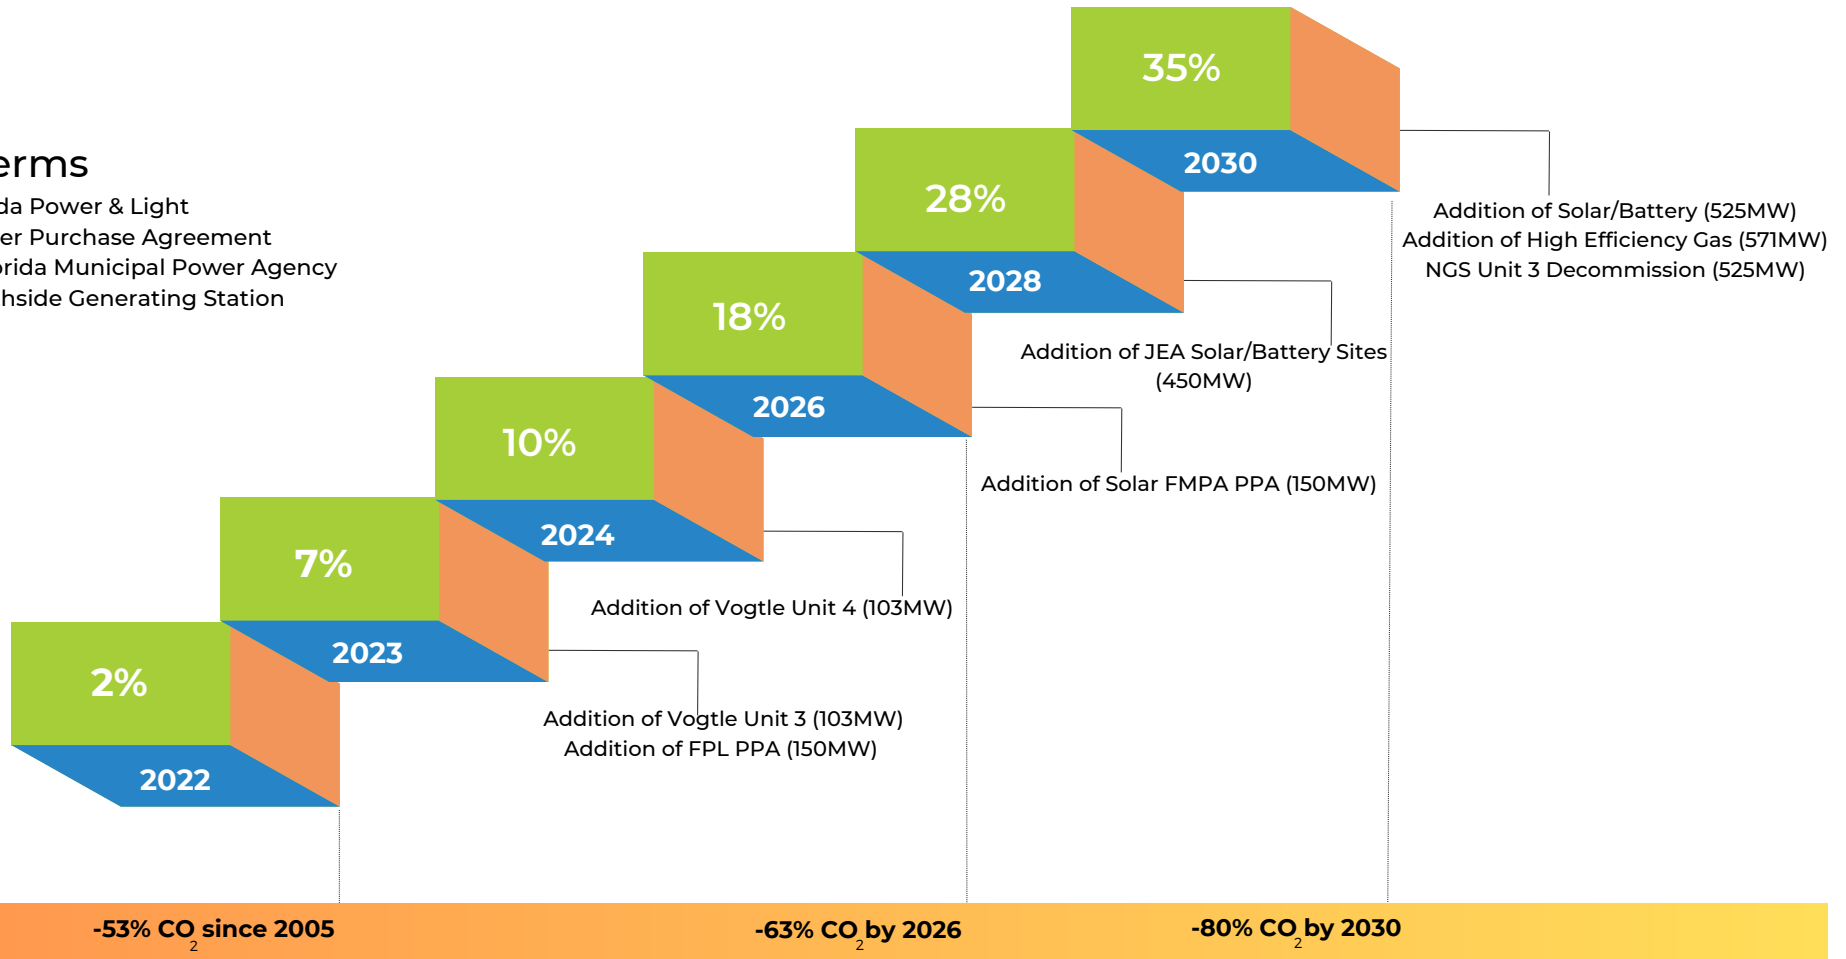 35%
2030
Addition of Solar/Battery (525MW)
Addition of High Efficiency Gas (571MW)
NGS Unit 3 Decommission (525MW)
erms
da Power & Light
er Purchase Agreement
orida Municipal Power Agency
hside Generating Station
28%
2028
Addition of JEA Solar/Battery Sites
(450MW)
18%
2026
Addition of Solar FMPA PPA (150MW)
10%
2024
Addition of Vogtle Unit 4 (103MW)
7%
2023
Addition of Vogtle Unit 3 (103MW)
Addition of FPL PPA (150MW)
2%
2022
-53% CO2 since 2005
-63% CO2 by 2026
-80% CO2 by 2030